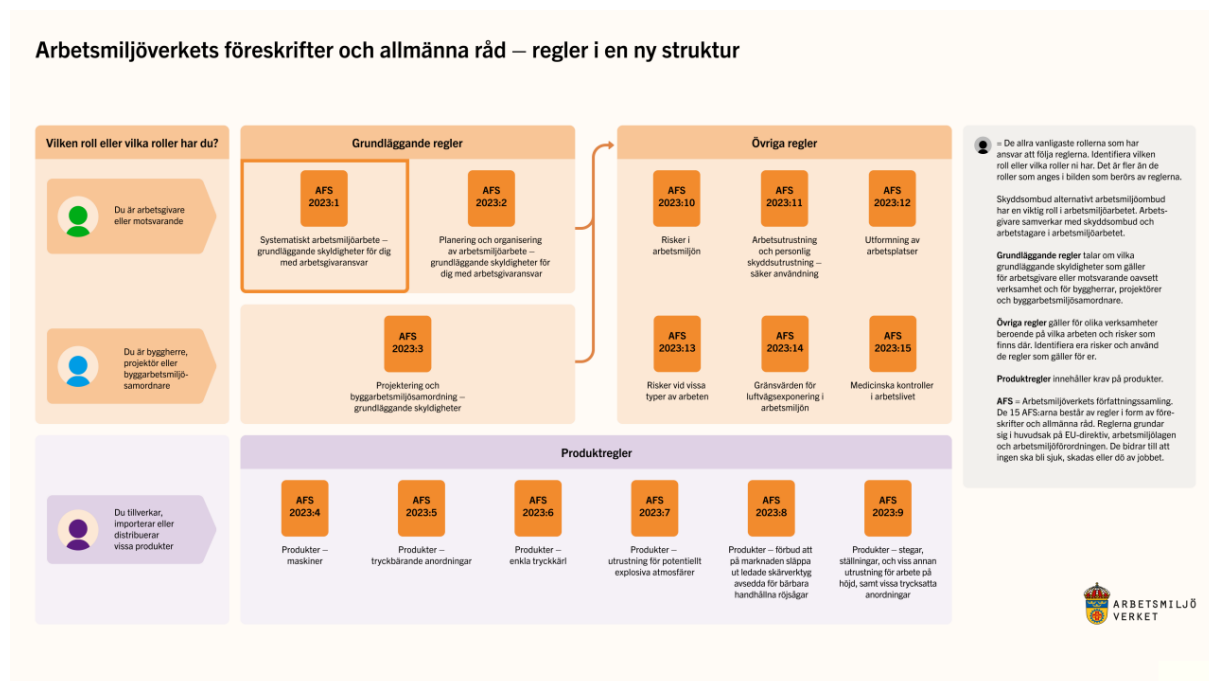 Arbetsmiljöverkets föreskrifter och allmänna råd – regler i en ny struktur
Vilken roll eller vilka roller har du?
Du är arbetsgivare
eller motsvarande
Du är byggherre,
projektör eller
byggarbetsmiljö-
samordnare
Grundläggande regler
AFS
2023:1
Systematiskt arbetsmiljöarbete –
grundläggande skyldigheter för dig
med arbetsgivaransvar
AFS
2023:2
Planering och organisering
av arbetsmiljöarbete –
grundläggande skyldigheter för
dig med arbetsgivaransvar
AFS
2023:3
Projektering och
byggarbetsmiljösamordning –
grundläggande skyldigheter
Övriga regler
AFS
2023:10
Risker i
arbetsmiljön
AFS
2023:11
Arbetsutrustning
och personlig
skyddsutrustning –
säker användning
AFS
2023:12
Utformning av
arbetsplatser
AFS
2023:13
Risker vid vissa
typer av arbeten
AFS
2023:14
Gränsvärden för
luftvägsexponering i
arbetsmiljön
AFS
2023:15
Medicinska kontroller
i arbetslivet
Du tillverkar,
importerar eller
distribuerar
vissa produkter
Produktregler
AFS
2023:4
Produkter –
maskiner
AFS
2023:5
Produkter –
tryckbärande anordningar
AFS
2023:6
Produkter –
enkla tryckkärl
AFS
2023:7
Produkter –
utrustning för potentiellt
explosiva atmosfärer
AFS
2023:8
Produkter – förbud att
på marknaden släppa
ut ledade skärverktyg
avsedda för bärbara
handhållna röjsågar
AFS
2023:9
Produkter – stegar,
ställningar, och viss annan
utrustning för arbete på
höjd, samt vissa trycksatta
anordningar
= De allra vanligaste rollerna som har
ansvar att följa reglerna. Identifiera vilken
roll eller vilka roller ni har. Det är fler än de
roller som anges i bilden som berörs av reglerna.
Skyddsombud alternativt arbetsmiljöombud
har en viktig roll i arbetsmiljöarbetet. Arbets-
givare samverkar med skyddsombud och
arbetstagare i arbetsmiljöarbetet.
Grundläggande regler talar om vilka
grundläggande skyldigheter som gäller
för arbetsgivare eller motsvarande oavsett
verksamhet och för byggherrar, projektörer
och byggarbetsmiljösamordnare.
Övriga regler gäller för olika verksamheter
beroende på vilka arbeten och risker som
finns där. Identifiera era risker och använd
de regler som gäller för er.
Produktregler innehåller krav på produkter.
AFS = Arbetsmiljöverkets författningssamling.
De 15 AFS:arna består av regler i form av före-
skrifter och allmänna råd. Reglerna grundar
sig i huvudsak på EU-direktiv, arbetsmiljölagen
och arbetsmiljöförordningen. De bidrar till att
ingen ska bli sjuk, skadas eller dö av jobbet.
ARBETSMILJÖ
VERKET